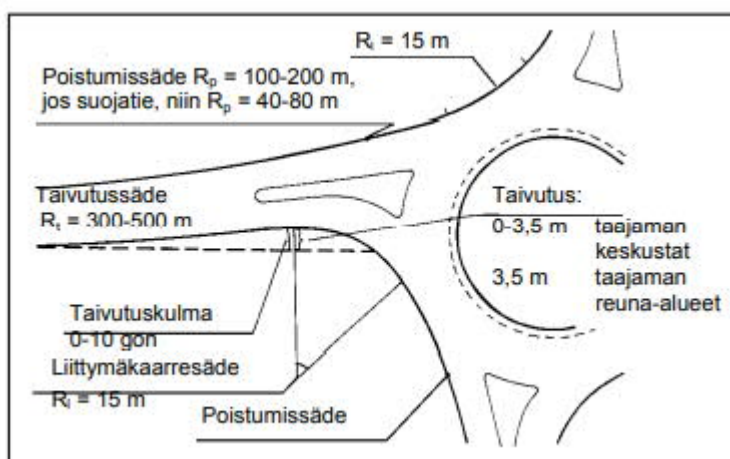 Rₗ = 15 m
Poistumissäde Rₚ = 100-200 m,
jos suojatie, niin Rₚ = 40-80 m
Taivutussäde
Rₜ = 300-500 m
Taivutus:
0-3,5 m taajaman
keskustat
3,5 m taajaman
reuna-alueet
Taivutuskulma
0-10 gon
Liittymäkaarresäde
Rₗ = 15 m
Poistumissäde